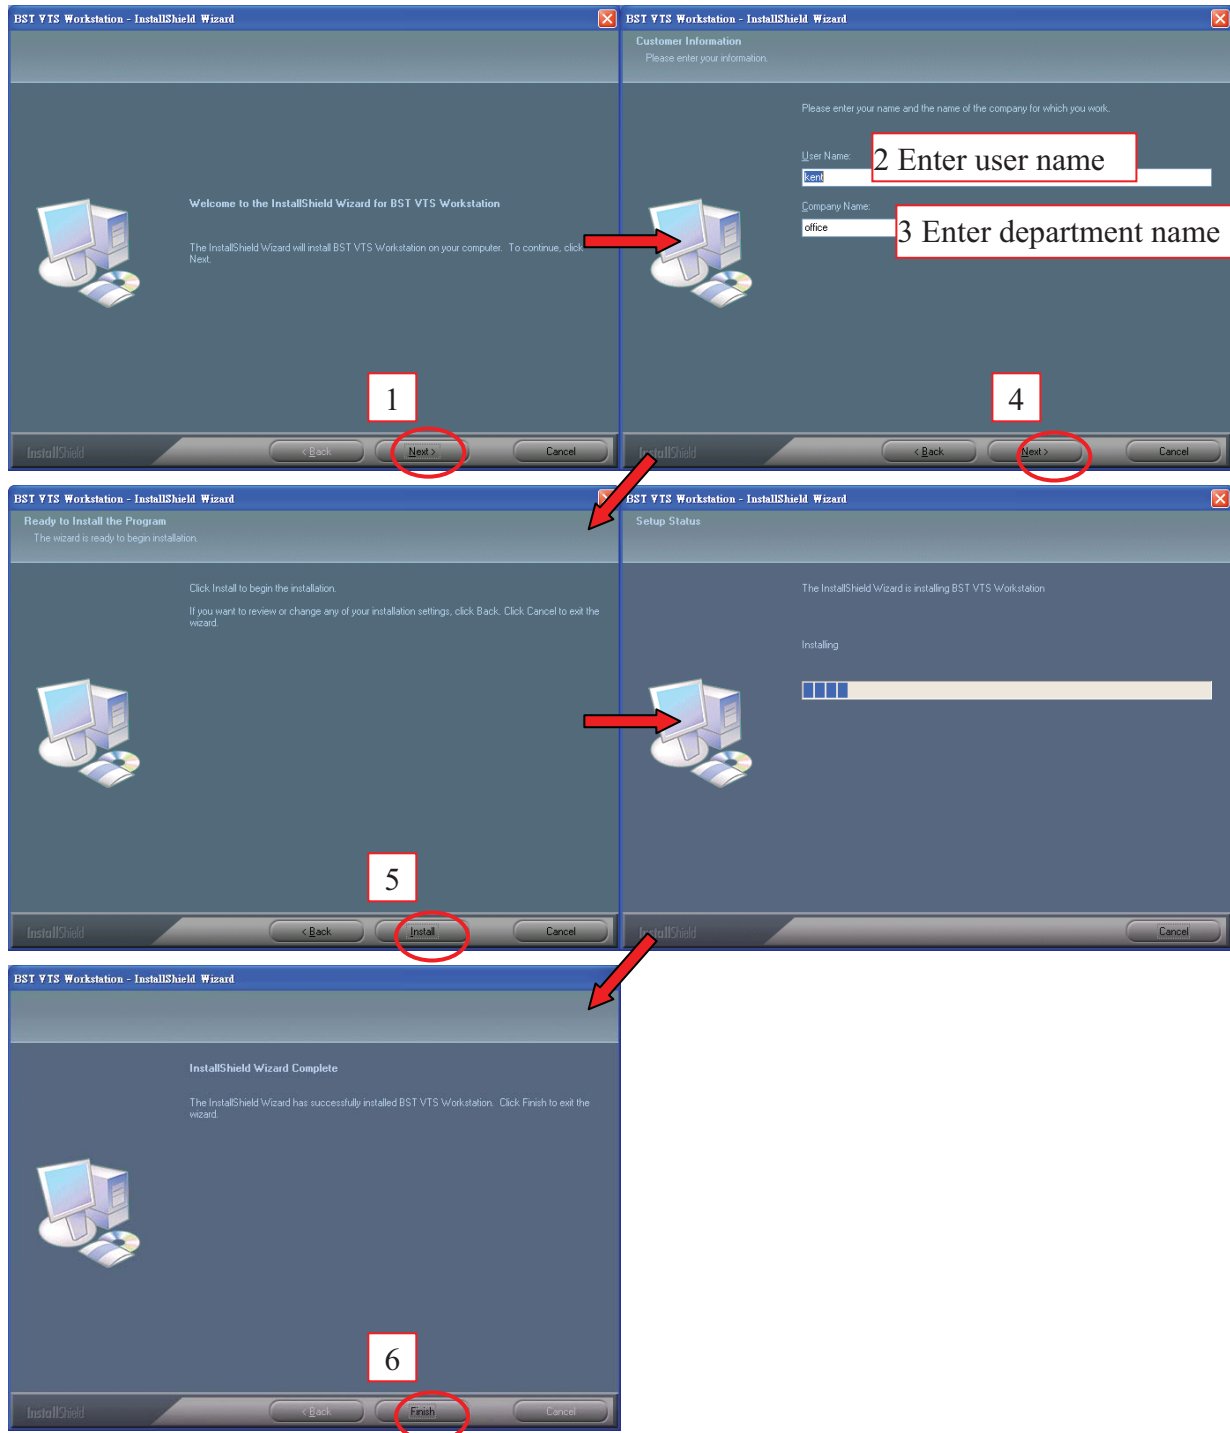 BST VTS Workstation - InstallShield Wizard
Welcome to the InstallShield Wizard for BST VTS Workstation
The InstallShield Wizard will install BST VTS Workstation on your computer. To continue, click
Next.
1
InstallShield
< Back
Next >
Cancel
BST VTS Workstation - InstallShield Wizard
Customer Information
Please enter your information.
Please enter your name and the name of the company for which you work.
User Name:
2 Enter user name
kent
Company Name:
office
3 Enter department name
4
InstallShield
< Back
Next >
Cancel
BST VTS Workstation - InstallShield Wizard
Ready to Install the Program
The wizard is ready to begin installation.
Click Install to begin the installation.
If you want to review or change any of your installation settings, click Back. Click Cancel to exit the
wizard.
5
InstallShield
< Back
Install
Cancel
BST VTS Workstation - InstallShield Wizard
Setup Status
The InstallShield Wizard is installing BST VTS Workstation
Installing
InstallShield
Cancel
BST VTS Workstation - InstallShield Wizard
InstallShield Wizard Complete
The InstallShield Wizard has successfully installed BST VTS Workstation. Click Finish to exit the
wizard.
6
InstallShield
< Back
Finish
Cancel